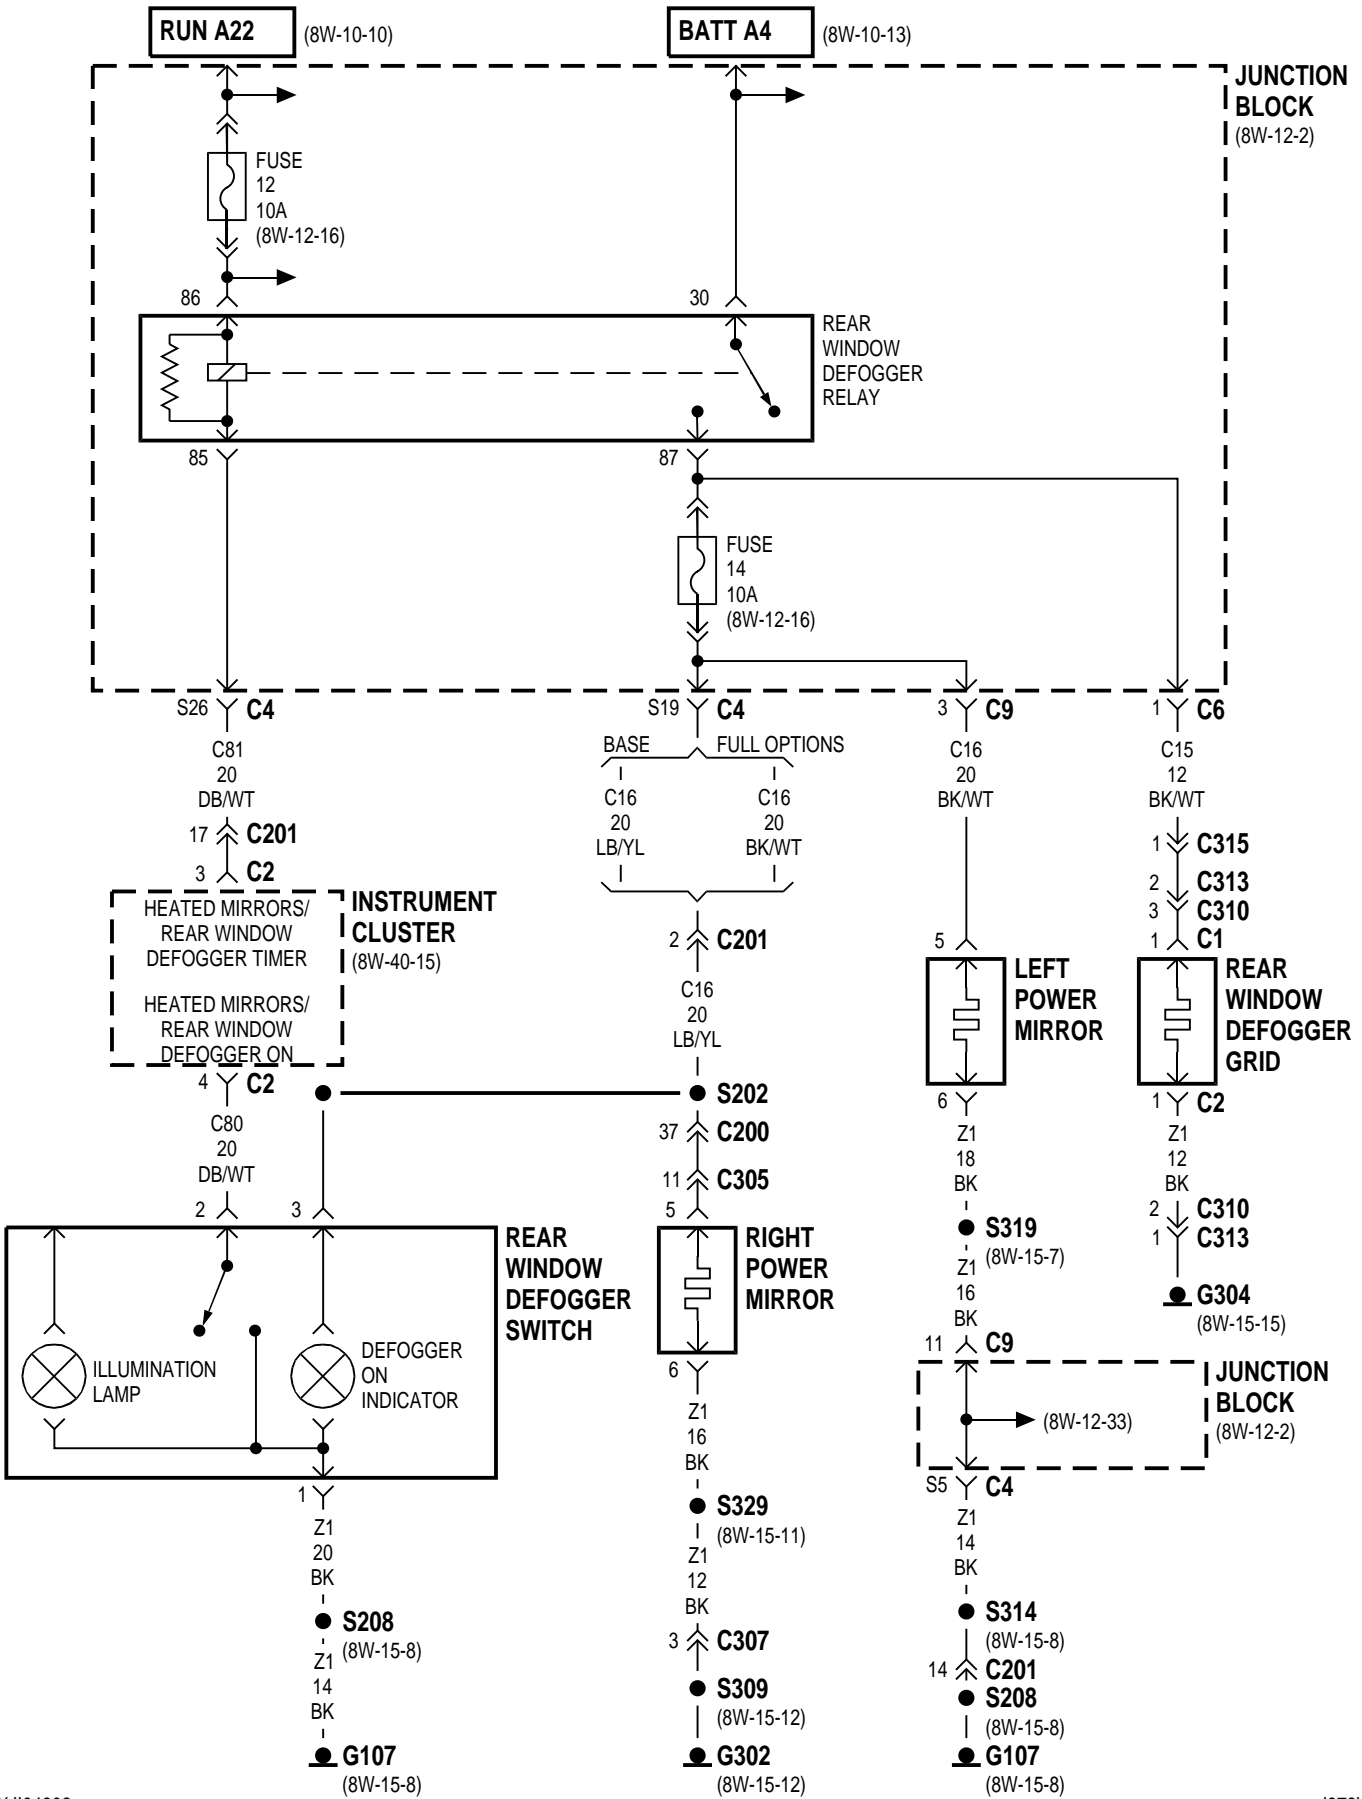 RUN A22
(8W-10-10)
BATT A4
(8W-10-13)
JUNCTION
BLOCK
(8W-12-2)
FUSE
12
10A
(8W-12-16)
86
30
REAR
WINDOW
DEFOGGER
RELAY
85
87
FUSE
14
10A
(8W-12-16)
S26 C4
S19 C4
3 C9
1 C6
C81
20
DB/WT
BASE
FULL OPTIONS
C16
20
LB/YL
C16
20
BK/WT
C16
20
BK/WT
C15
12
BK/WT
17 C201
3 C2
1 C315
2 C313
3 C310
1 C1
HEATED MIRRORS/
REAR WINDOW
DEFOGGER TIMER
HEATED MIRRORS/
REAR WINDOW
DEFOGGER ON
INSTRUMENT
CLUSTER
(8W-40-15)
2 C201
C16
20
LB/YL
5
LEFT
POWER
MIRROR
REAR
WINDOW
DEFOGGER
GRID
4 C2
C80
20
DB/WT
S202
37 C200
11 C305
6
Z1
18
BK
1 C2
Z1
12
BK
2
3
5
S319
(8W-15-7)
Z1
16
BK
2 C310
1 C313
G304
(8W-15-15)
REAR
WINDOW
DEFOGGER
SWITCH
ILLUMINATION
LAMP
DEFOGGER
ON
INDICATOR
RIGHT
POWER
MIRROR
11 C9
JUNCTION
BLOCK
(8W-12-2)
(8W-12-33)
6
Z1
16
BK
S5 C4
1
Z1
20
BK
S329
(8W-15-11)
Z1
12
BK
Z1
14
BK
S208
(8W-15-8)
Z1
14
BK
3 C307
S309
(8W-15-12)
S314
(8W-15-8)
14 C201
S208
(8W-15-8)
G107
(8W-15-8)
G302
(8W-15-12)
G107
(8W-15-8)